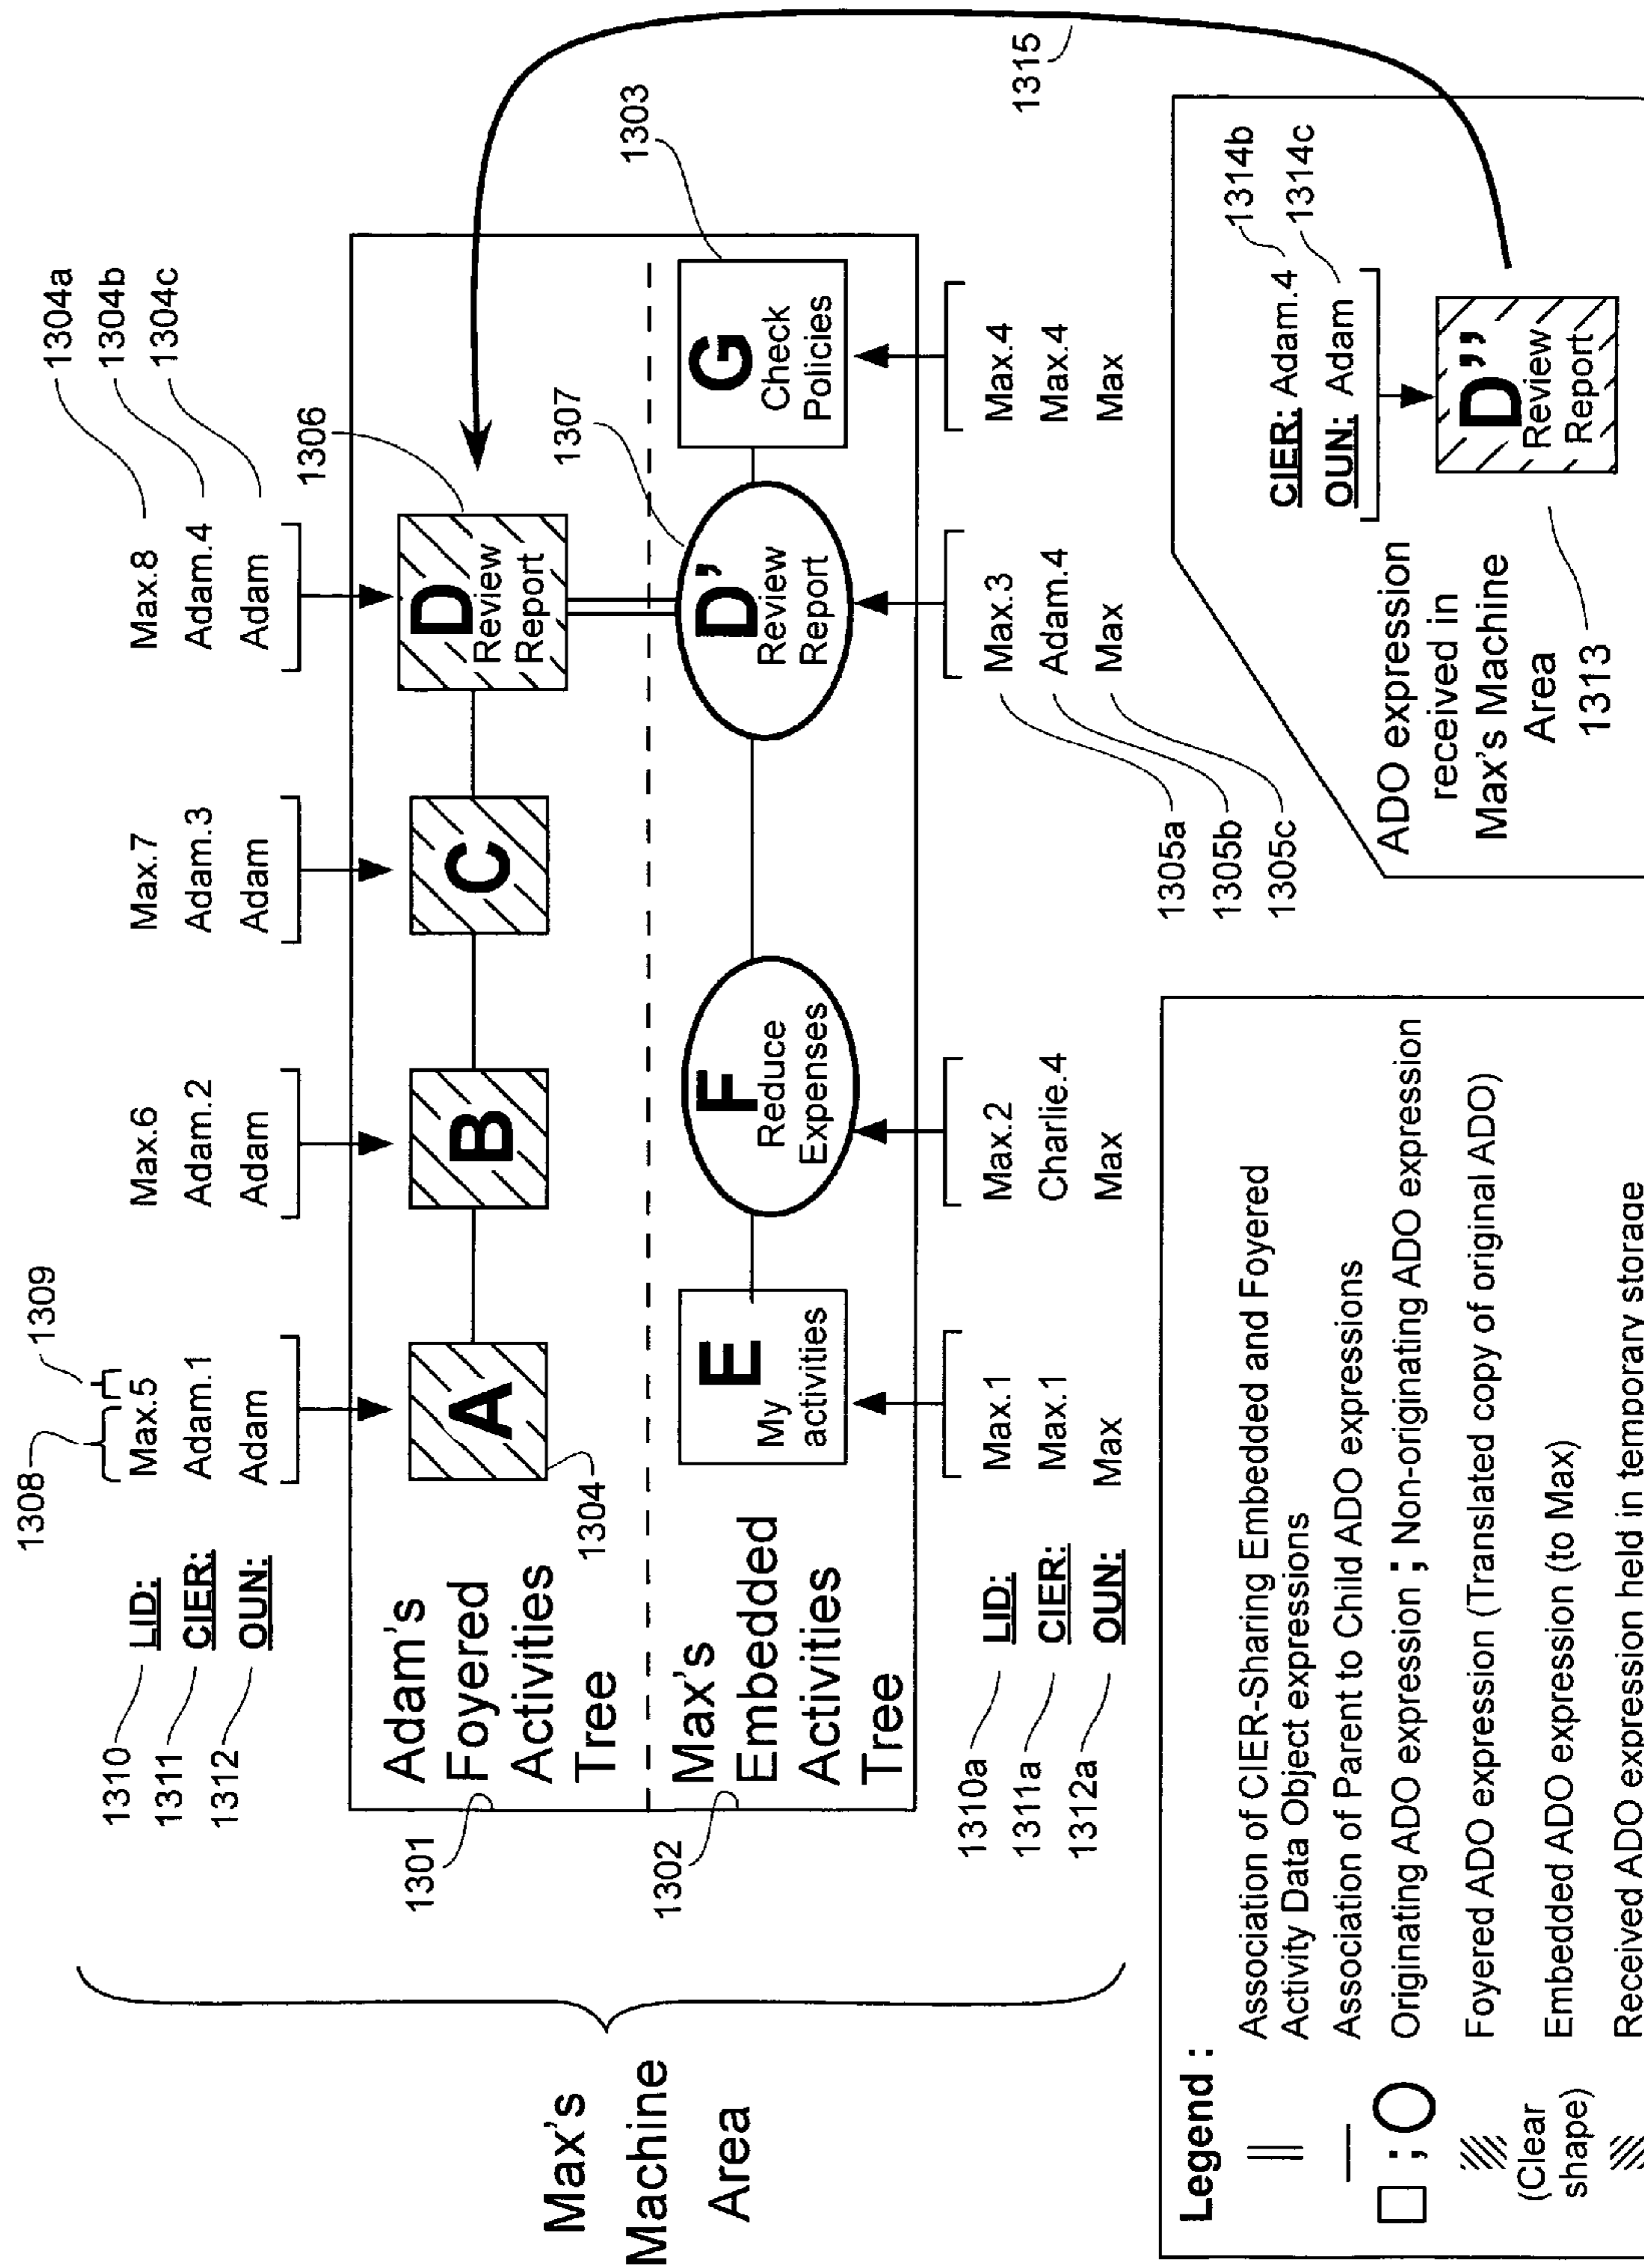 1308
1309
1304a
1304b
1304c
1310
LID:
Max.5
Max.6
Max.7
Max.8
1311
CIER:
Adam.1
Adam.2
Adam.3
Adam.4
1312
OUN:
Adam
Adam
Adam
Adam
1306
1301
Adam's
Foyered
Activities
Tree
1304
A
B
C
D
Review
Report
1302
Max's
Embedded
Activities
Tree
E
My
activities
F
Reduce
Expenses
D'
Review
Report
1307
G
Check
Policies
1303
1315
Max's
Machine
Area
1310a
LID:
Max.1
Max.2
Max.3
Max.4
1311a
CIER:
Max.1
Charlie.4
Adam.4
Max.4
1312a
OUN:
Max
Max
Max
Max
1305a
1305b
1305c
CIER: Adam.4
1314b
OUN: Adam
1314c
ADO expression
received in
Max's Machine
Area
1313
D''
Review
Report
Legend :
Association of CIER-Sharing Embedded and Foyered
Activity Data Object expressions
Association of Parent to Child ADO expressions
; Originating ADO expression ; Non-originating ADO expression
Foyered ADO expression (Translated copy of original ADO)
(Clear
shape)
Embedded ADO expression (to Max)
Received ADO expression held in temporary storage